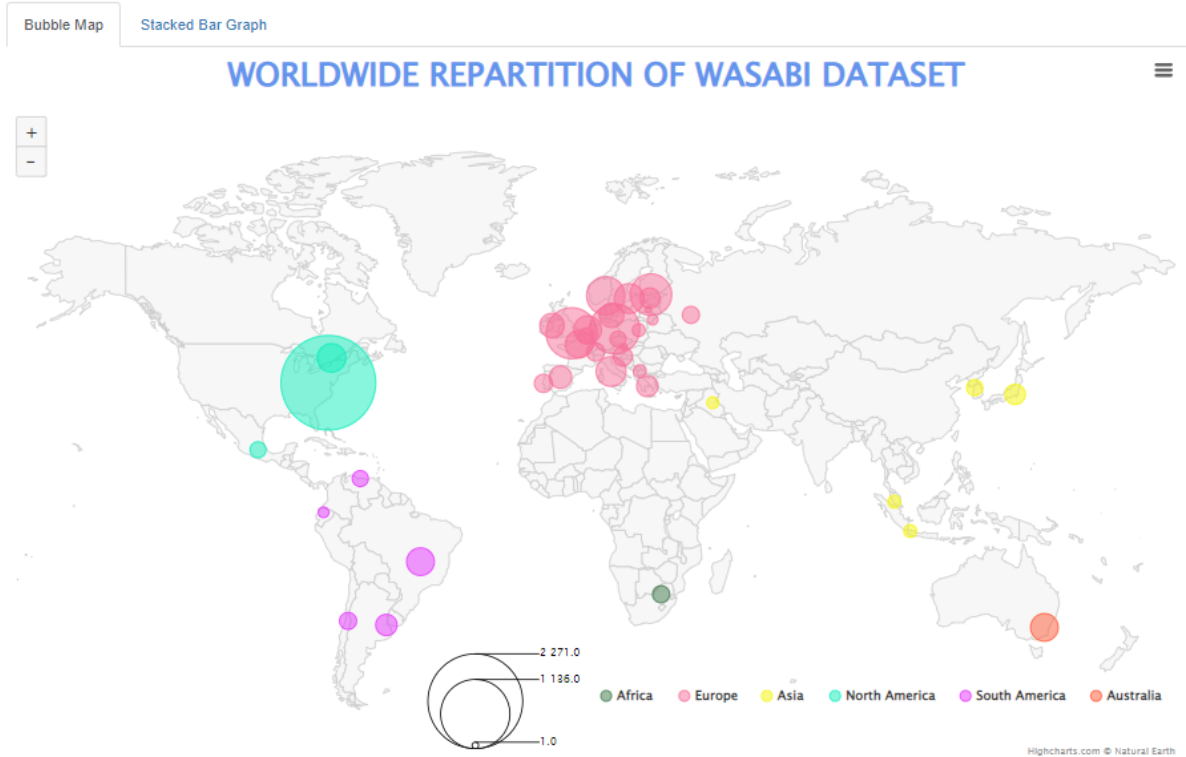 Bubble Map
Stacked Bar Graph
WORLDWIDE REPARTITION OF WASABI DATASET
+
−
2 271.0
1 136.0
1.0
Africa
Europe
Asia
North America
South America
Australia
Highcharts.com © Natural Earth